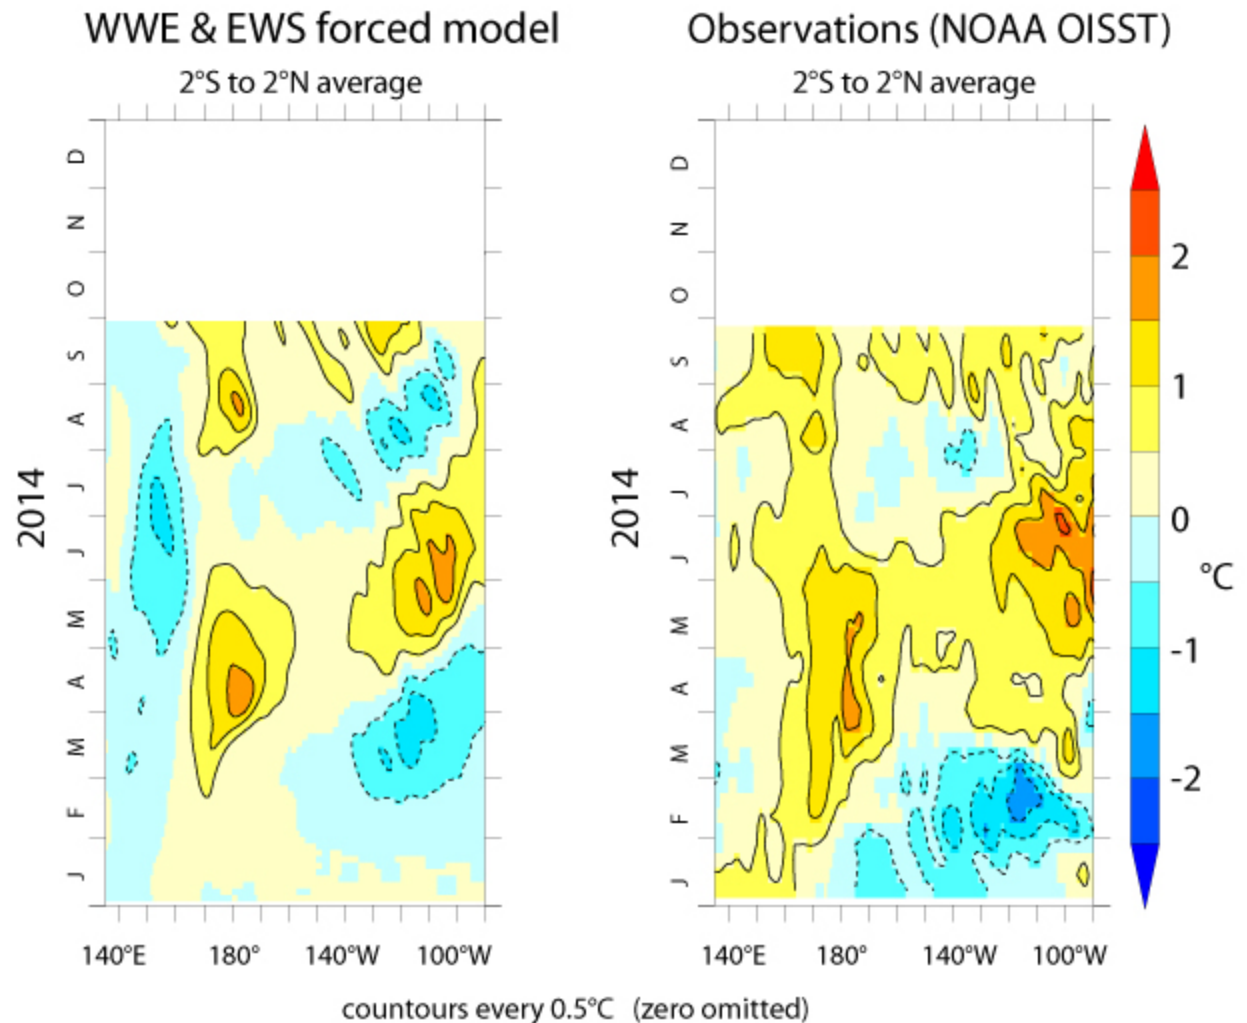 WWE & EWS forced model
2°S to 2°N average
D
N
O
S
A
J
J
M
A
M
F
J
2014
140°E 180° 140°W 100°W
Observations (NOAA OISST)
2°S to 2°N average
D
N
O
S
A
J
J
M
A
M
F
J
2014
140°E 180° 140°W 100°W
2
1
0
-1
-2
°C
countours every 0.5°C (zero omitted)